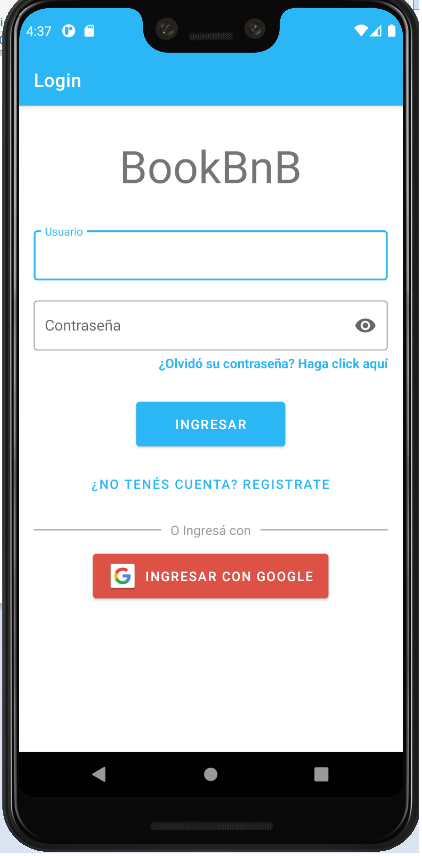 4:37
Login
BookBnB
Usuario
Contraseña
¿Olvidó su contraseña? Haga click aquí
INGRESAR
¿NO TENÉS CUENTA? REGISTRATE
O Ingresá con
G INGRESAR CON GOOGLE